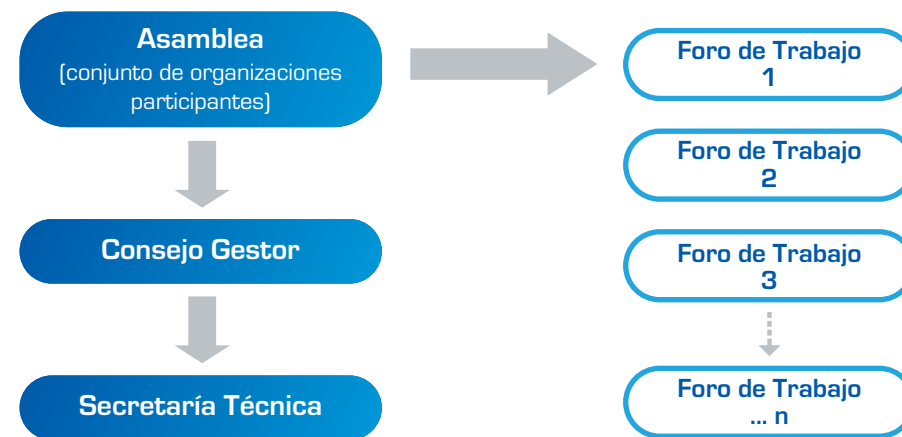 Asamblea
(conjunto de organizaciones
participantes)
Consejo Gestor
Secretaría Técnica
Foro de Trabajo
1
Foro de Trabajo
2
Foro de Trabajo
3
Foro de Trabajo
... n